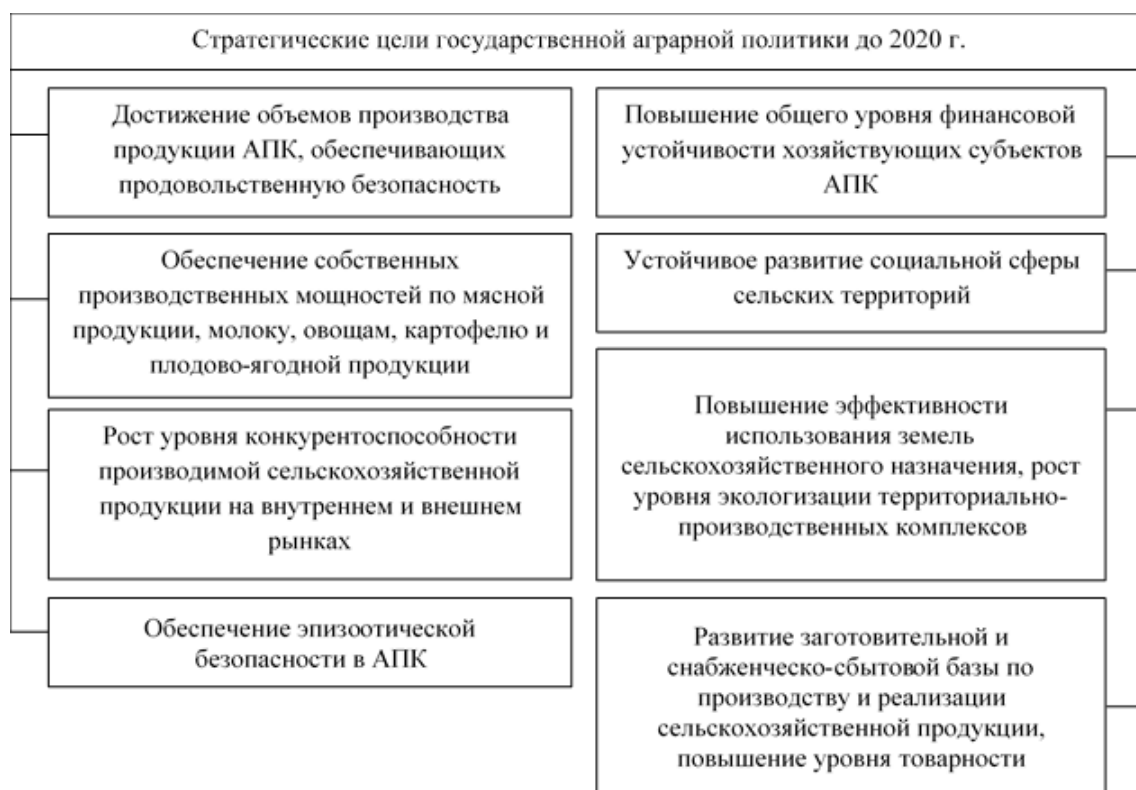 Стратегические цели государственной аграрной политики до 2020 г.
Достижение объемов производства
продукции АПК, обеспечивающих
продовольственную безопасность
Обеспечение собственных
производственных мощностей по мясной
продукции, молоку, овощам, картофелю и
плодово-ягодной продукции
Рост уровня конкурентоспособности
производимой сельскохозяйственной
продукции на внутреннем и внешнем
рынках
Обеспечение эпизоотической
безопасности в АПК
Повышение общего уровня финансовой
устойчивости хозяйствующих субъектов
АПК
Устойчивое развитие социальной сферы
сельских территорий
Повышение эффективности
использования земель
сельскохозяйственного назначения, рост
уровня экологизации территориально-
производственных комплексов
Развитие заготовительной и
снабженческо-сбытовой базы по
производству и реализации
сельскохозяйственной продукции,
повышение уровня товарности